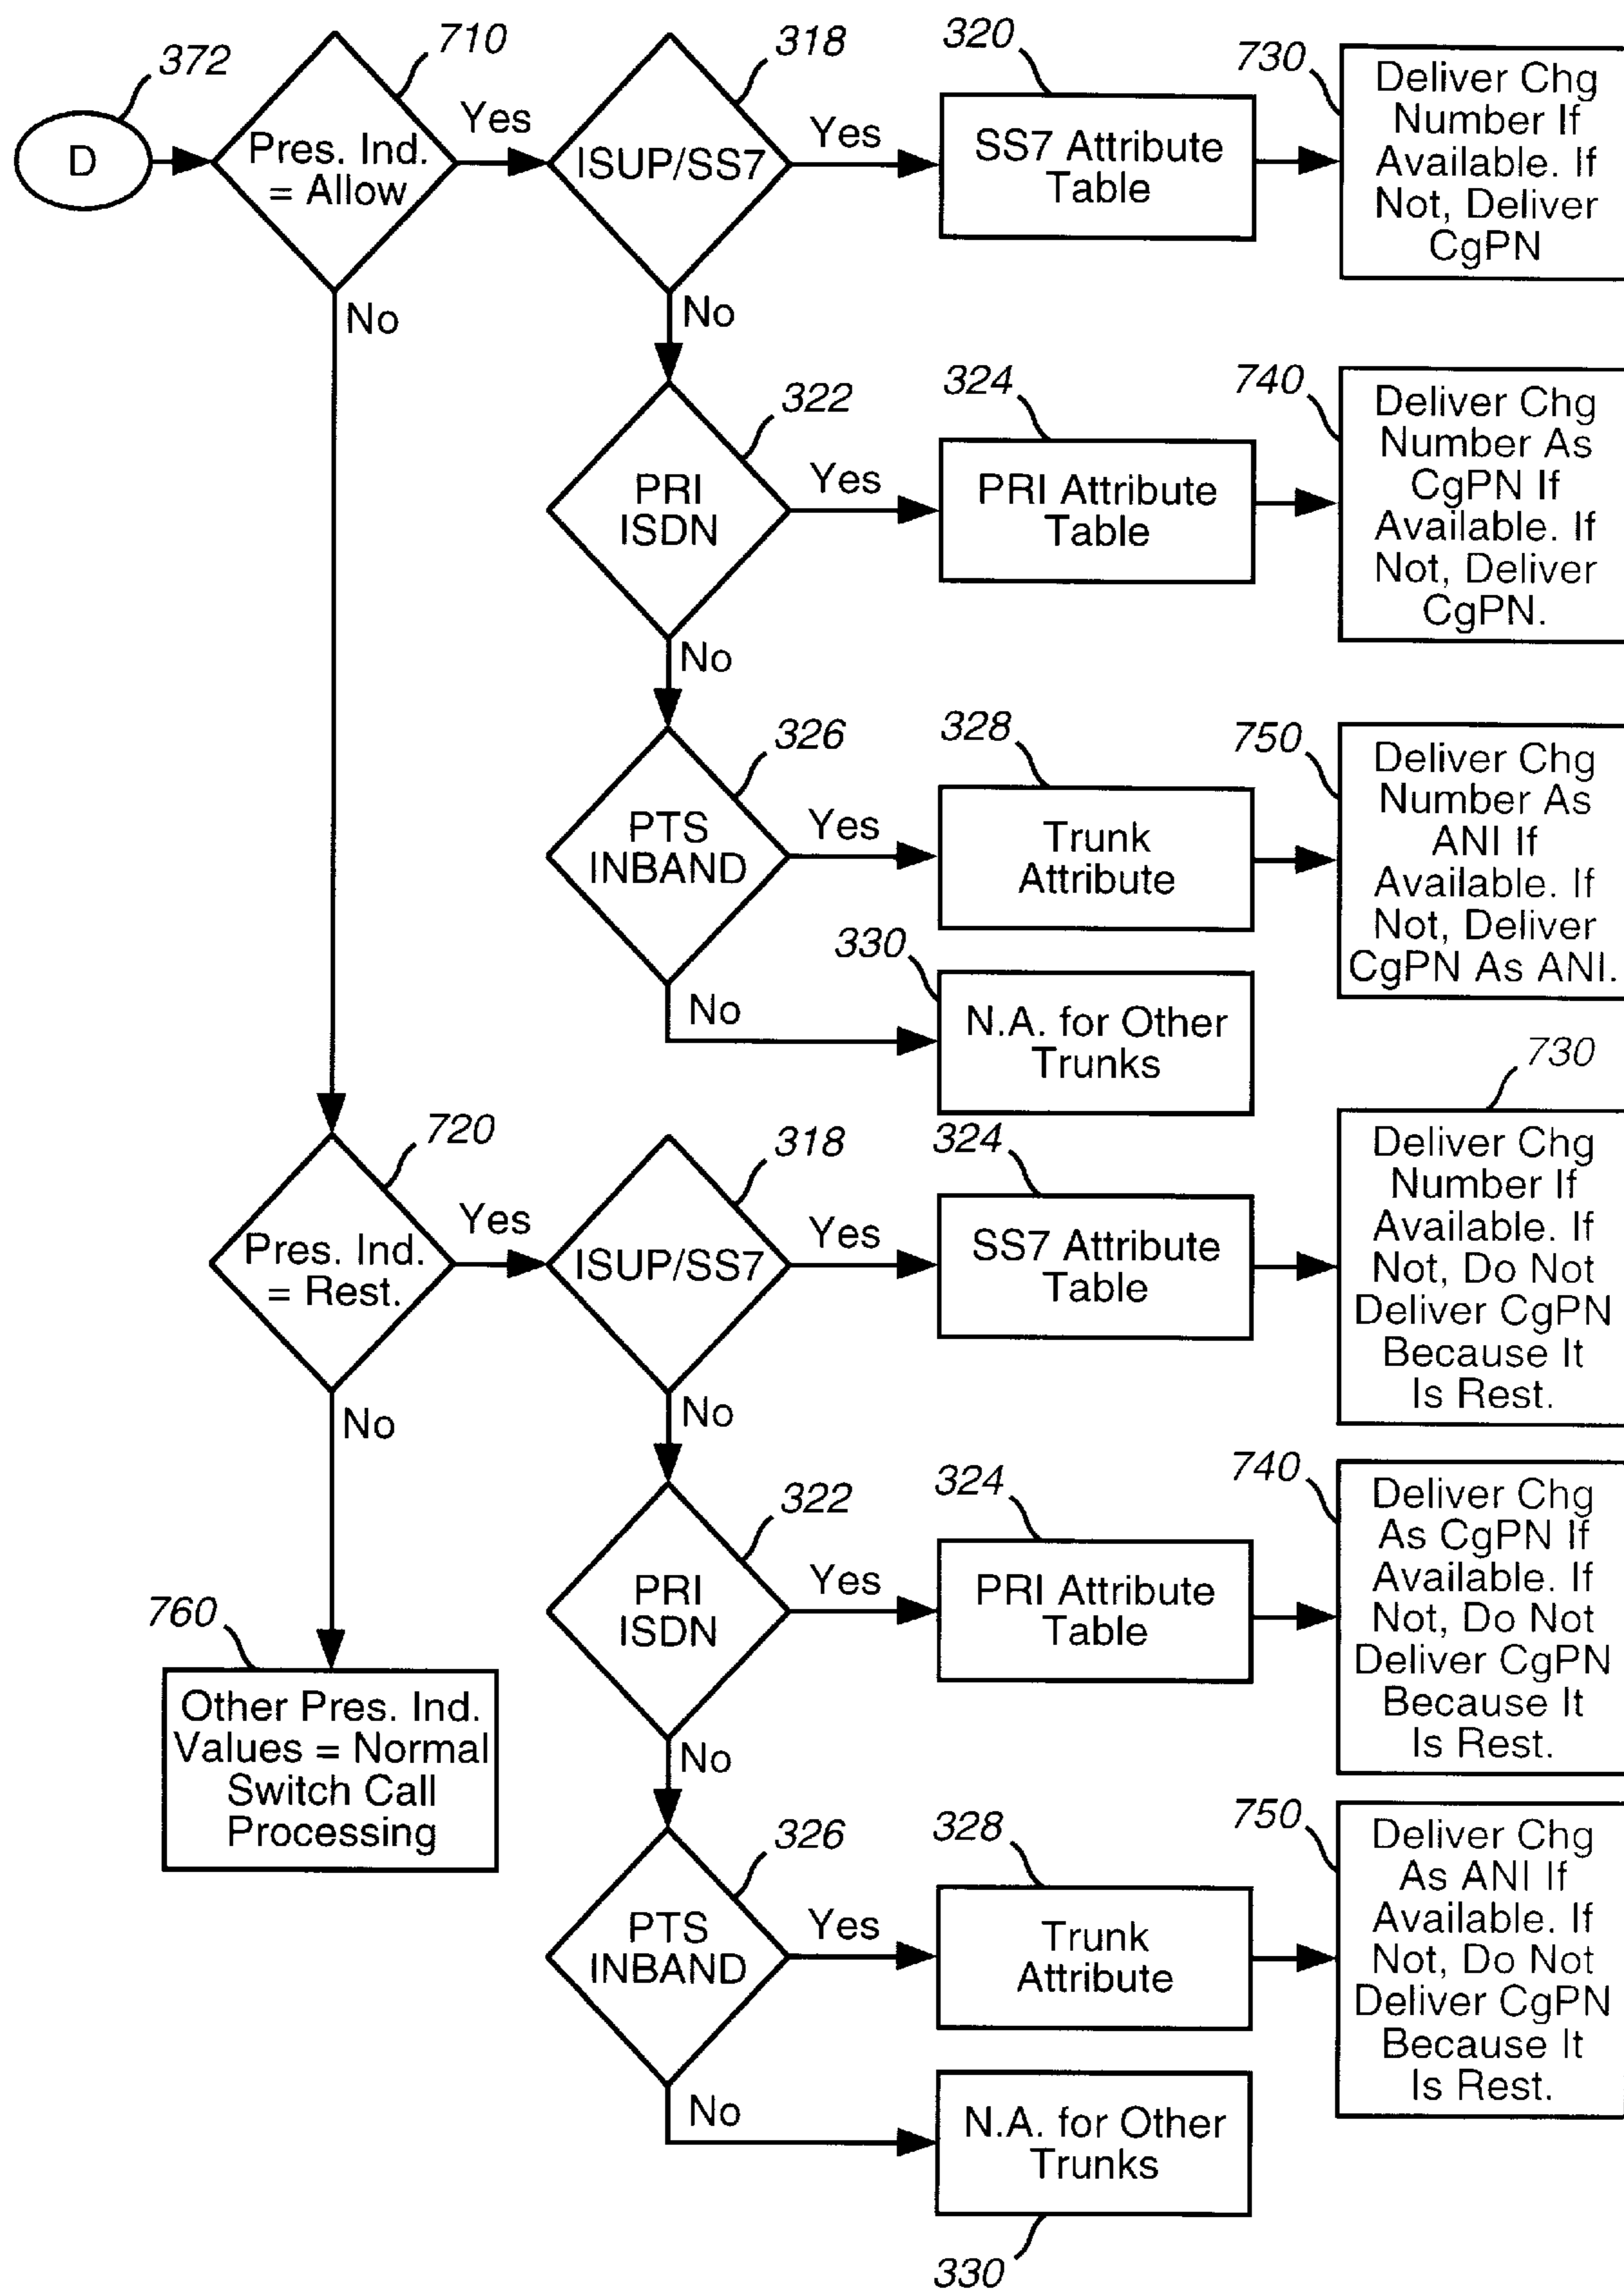 372
D
710
Pres. Ind.
= Allow
Yes
No
318
ISUP/SS7
Yes
No
320
SS7 Attribute
Table
730
Deliver Chg
Number If
Available. If
Not, Deliver
CgPN
322
PRI
ISDN
Yes
No
324
PRI Attribute
Table
740
Deliver Chg
Number As
CgPN If
Available. If
Not, Deliver
CgPN.
326
PTS
INBAND
Yes
No
328
Trunk
Attribute
750
Deliver Chg
Number As
ANI If
Available. If
Not, Deliver
CgPN As ANI.
330
N.A. for Other
Trunks
720
Pres. Ind.
= Rest.
Yes
No
318
ISUP/SS7
Yes
No
324
SS7 Attribute
Table
730
Deliver Chg
Number If
Available. If
Not, Do Not
Deliver CgPN
Because It
Is Rest.
322
PRI
ISDN
Yes
No
324
PRI Attribute
Table
740
Deliver Chg
As CgPN If
Available. If
Not, Do Not
Deliver CgPN
Because It
Is Rest.
760
Other Pres. Ind.
Values = Normal
Switch Call
Processing
326
PTS
INBAND
Yes
No
328
Trunk
Attribute
750
Deliver Chg
As ANI If
Available. If
Not, Do Not
Deliver CgPN
Because It
Is Rest.
N.A. for Other
Trunks
330